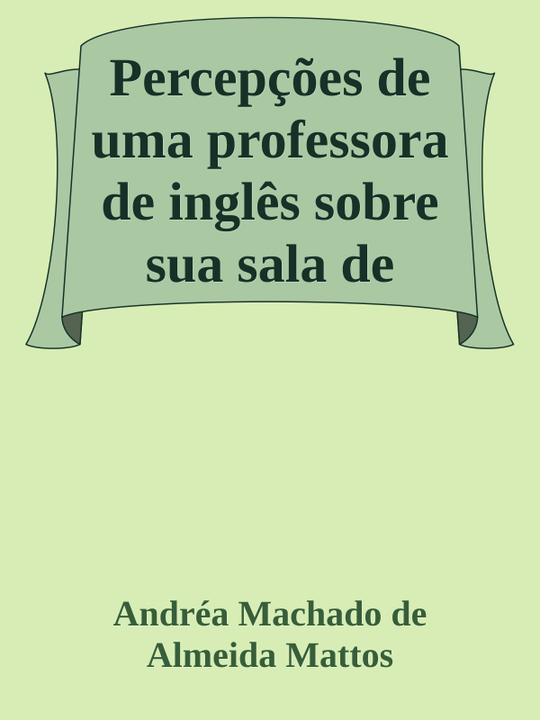 Percepções de
uma professora
de inglês sobre
sua sala de
Andréa Machado de
Almeida Mattos